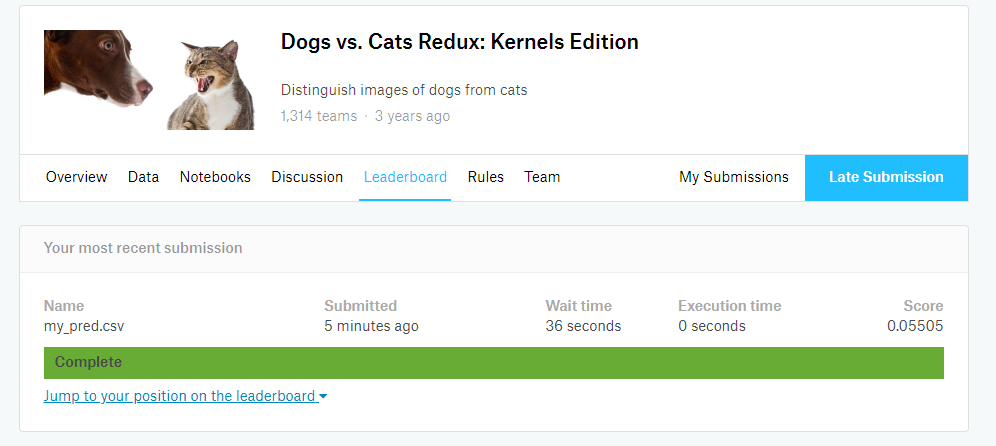 Dogs vs. Cats Redux: Kernels Edition
Distinguish images of dogs from cats
1,314 teams · 3 years ago
Overview Data Notebooks Discussion Leaderboard Rules Team My Submissions Late Submission
Your most recent submission
Name Submitted Wait time Execution time Score
my_pred.csv 5 minutes ago 36 seconds 0 seconds 0.05505
Complete
Jump to your position on the leaderboard